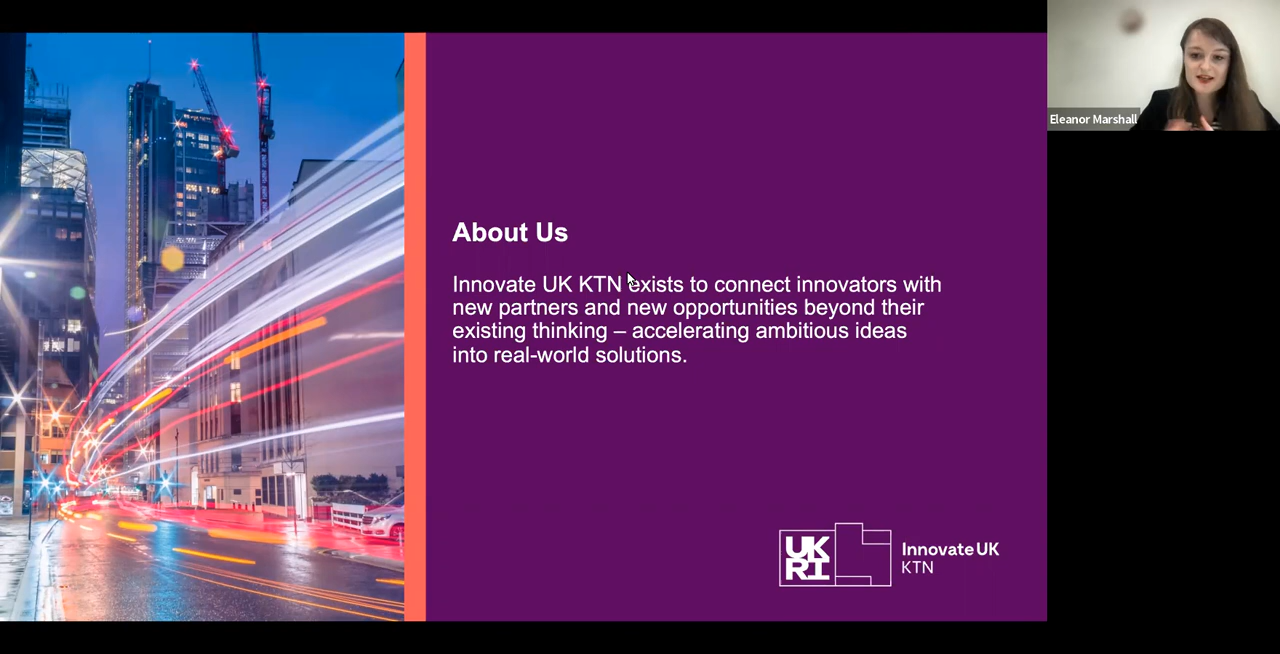 Eleanor Marshall
About Us
Innovate UK KTN exists to connect innovators with
new partners and new opportunities beyond their
existing thinking – accelerating ambitious ideas
into real-world solutions.
UK
RI
Innovate UK
KTN